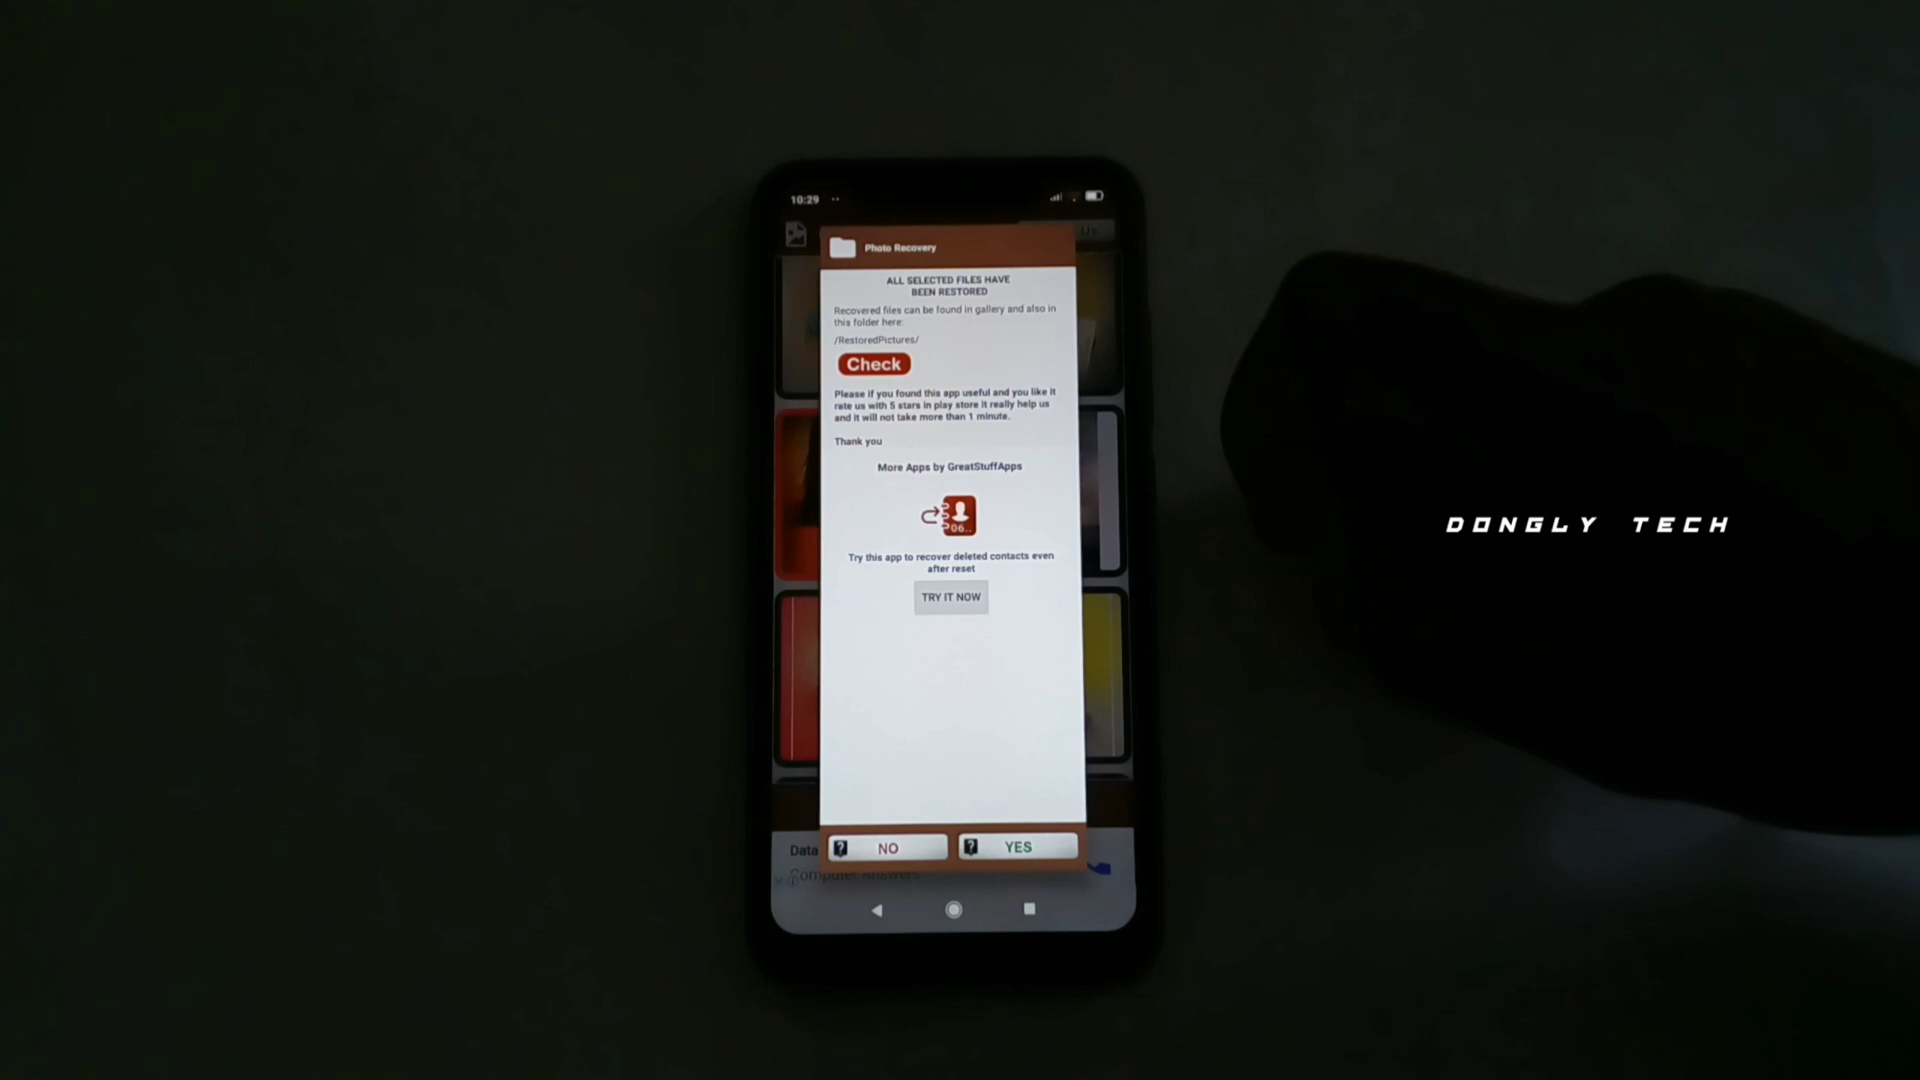 10:29
Us
Photo Recovery
ALL SELECTED FILES HAVE
BEEN RESTORED
Recovered files can be found in gallery and also in
this folder here:
/RestoredPictures/
Check
Please if you found this app useful and you like it
rate us with 5 stars in play store it really help us
and it will not take more than 1 minute.
Thank you
More Apps by GreatStuffApps
06..
Try this app to recover deleted contacts even
after reset
TRY IT NOW
NO
YES
Data
Computer Answers
DONGLY TECH